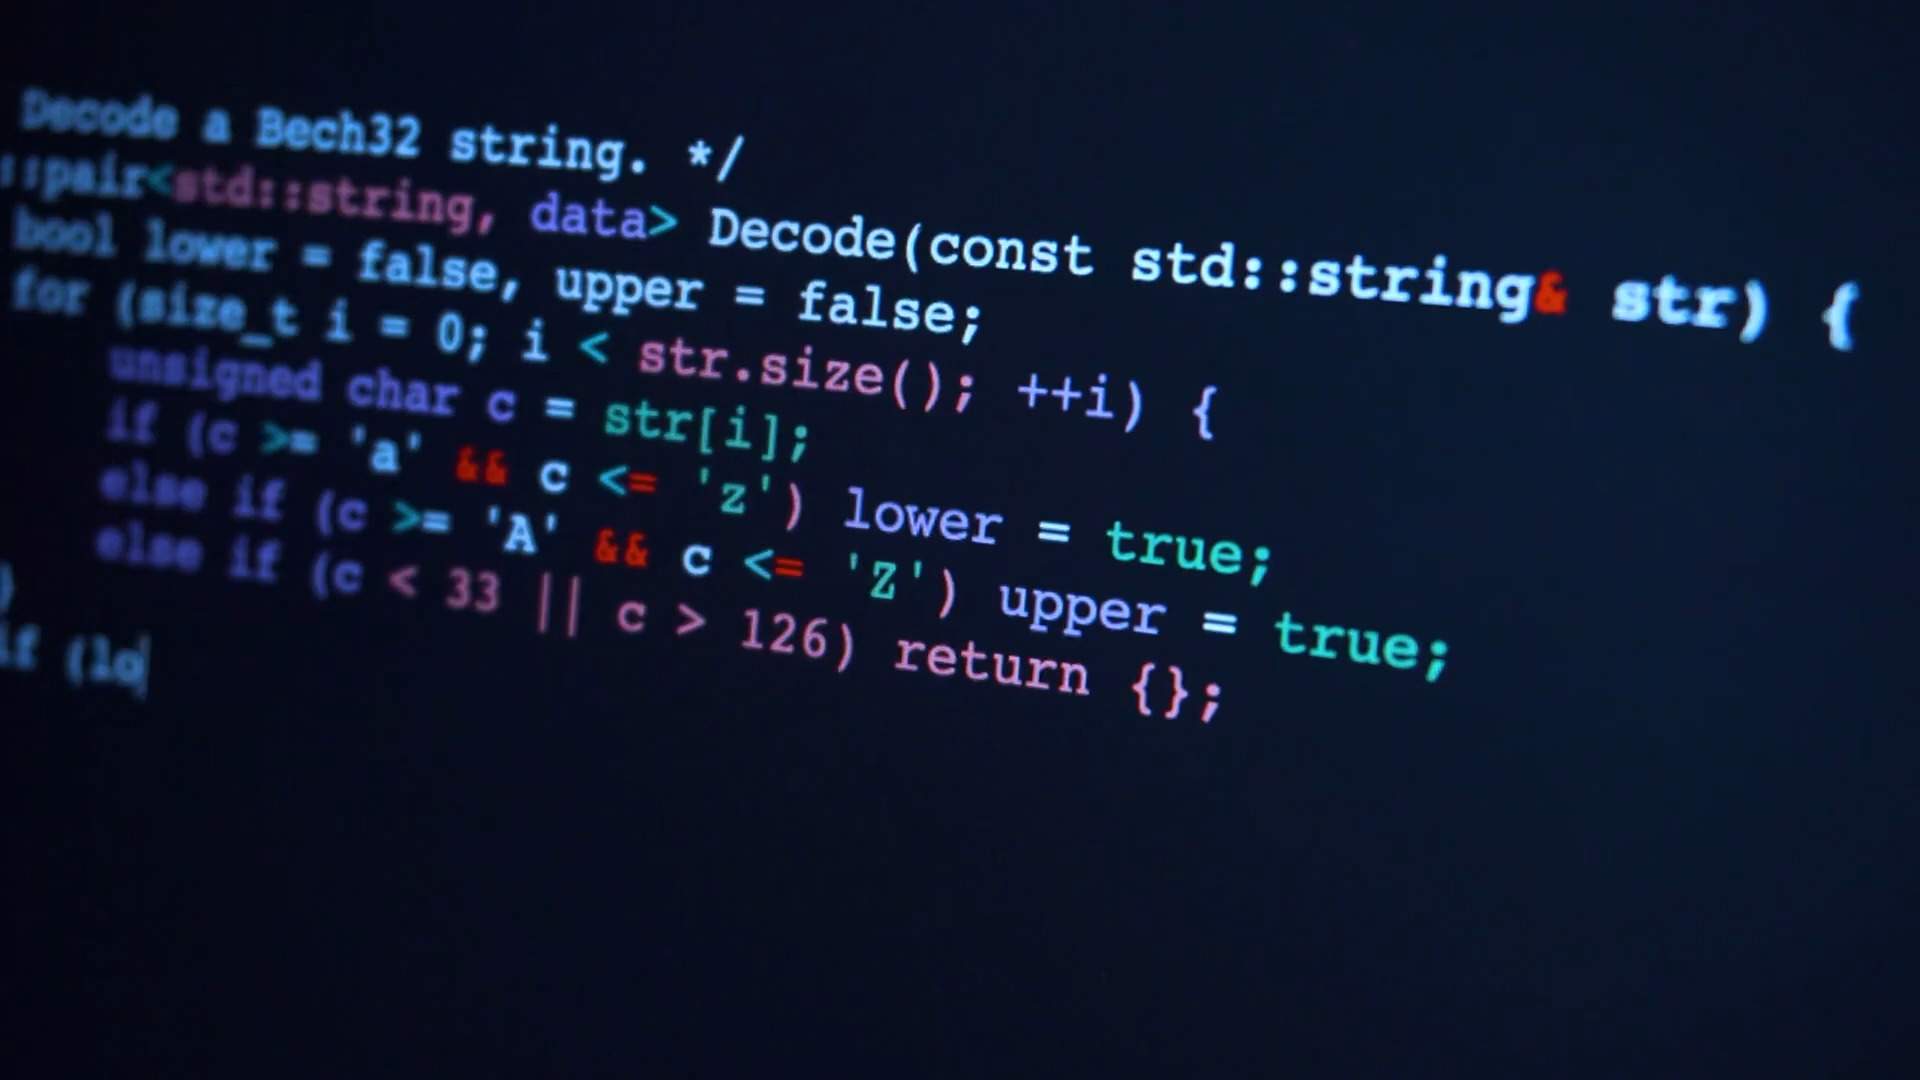 Decode a Bech32 string. */
::pair<std::string, data> Decode(const std::string& str) {
bool lower = false, upper = false;
for (size_t i = 0; i < str.size(); ++i) {
unsigned char c = str[i];
if (c >= 'a' && c <= 'z') lower = true;
else if (c >= 'A' && c <= 'Z') upper = true;
else if (c < 33 || c > 126) return {};
}
if (lo